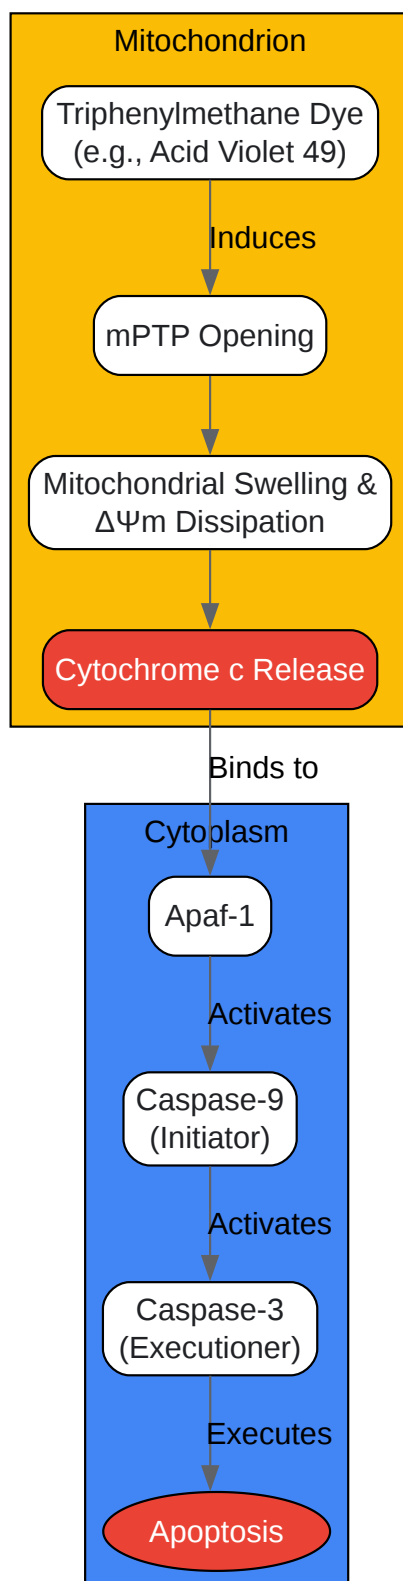 Mitochondrion
Triphenylmethane Dye
(e.g., Acid Violet 49)
Induces
mPTP Opening
Mitochondrial Swelling &
ΔΨm Dissipation
Cytochrome c Release
Binds to
Cytoplasm
Apaf-1
Activates
Caspase-9
(Initiator)
Activates
Caspase-3
(Executioner)
Executes
Apoptosis